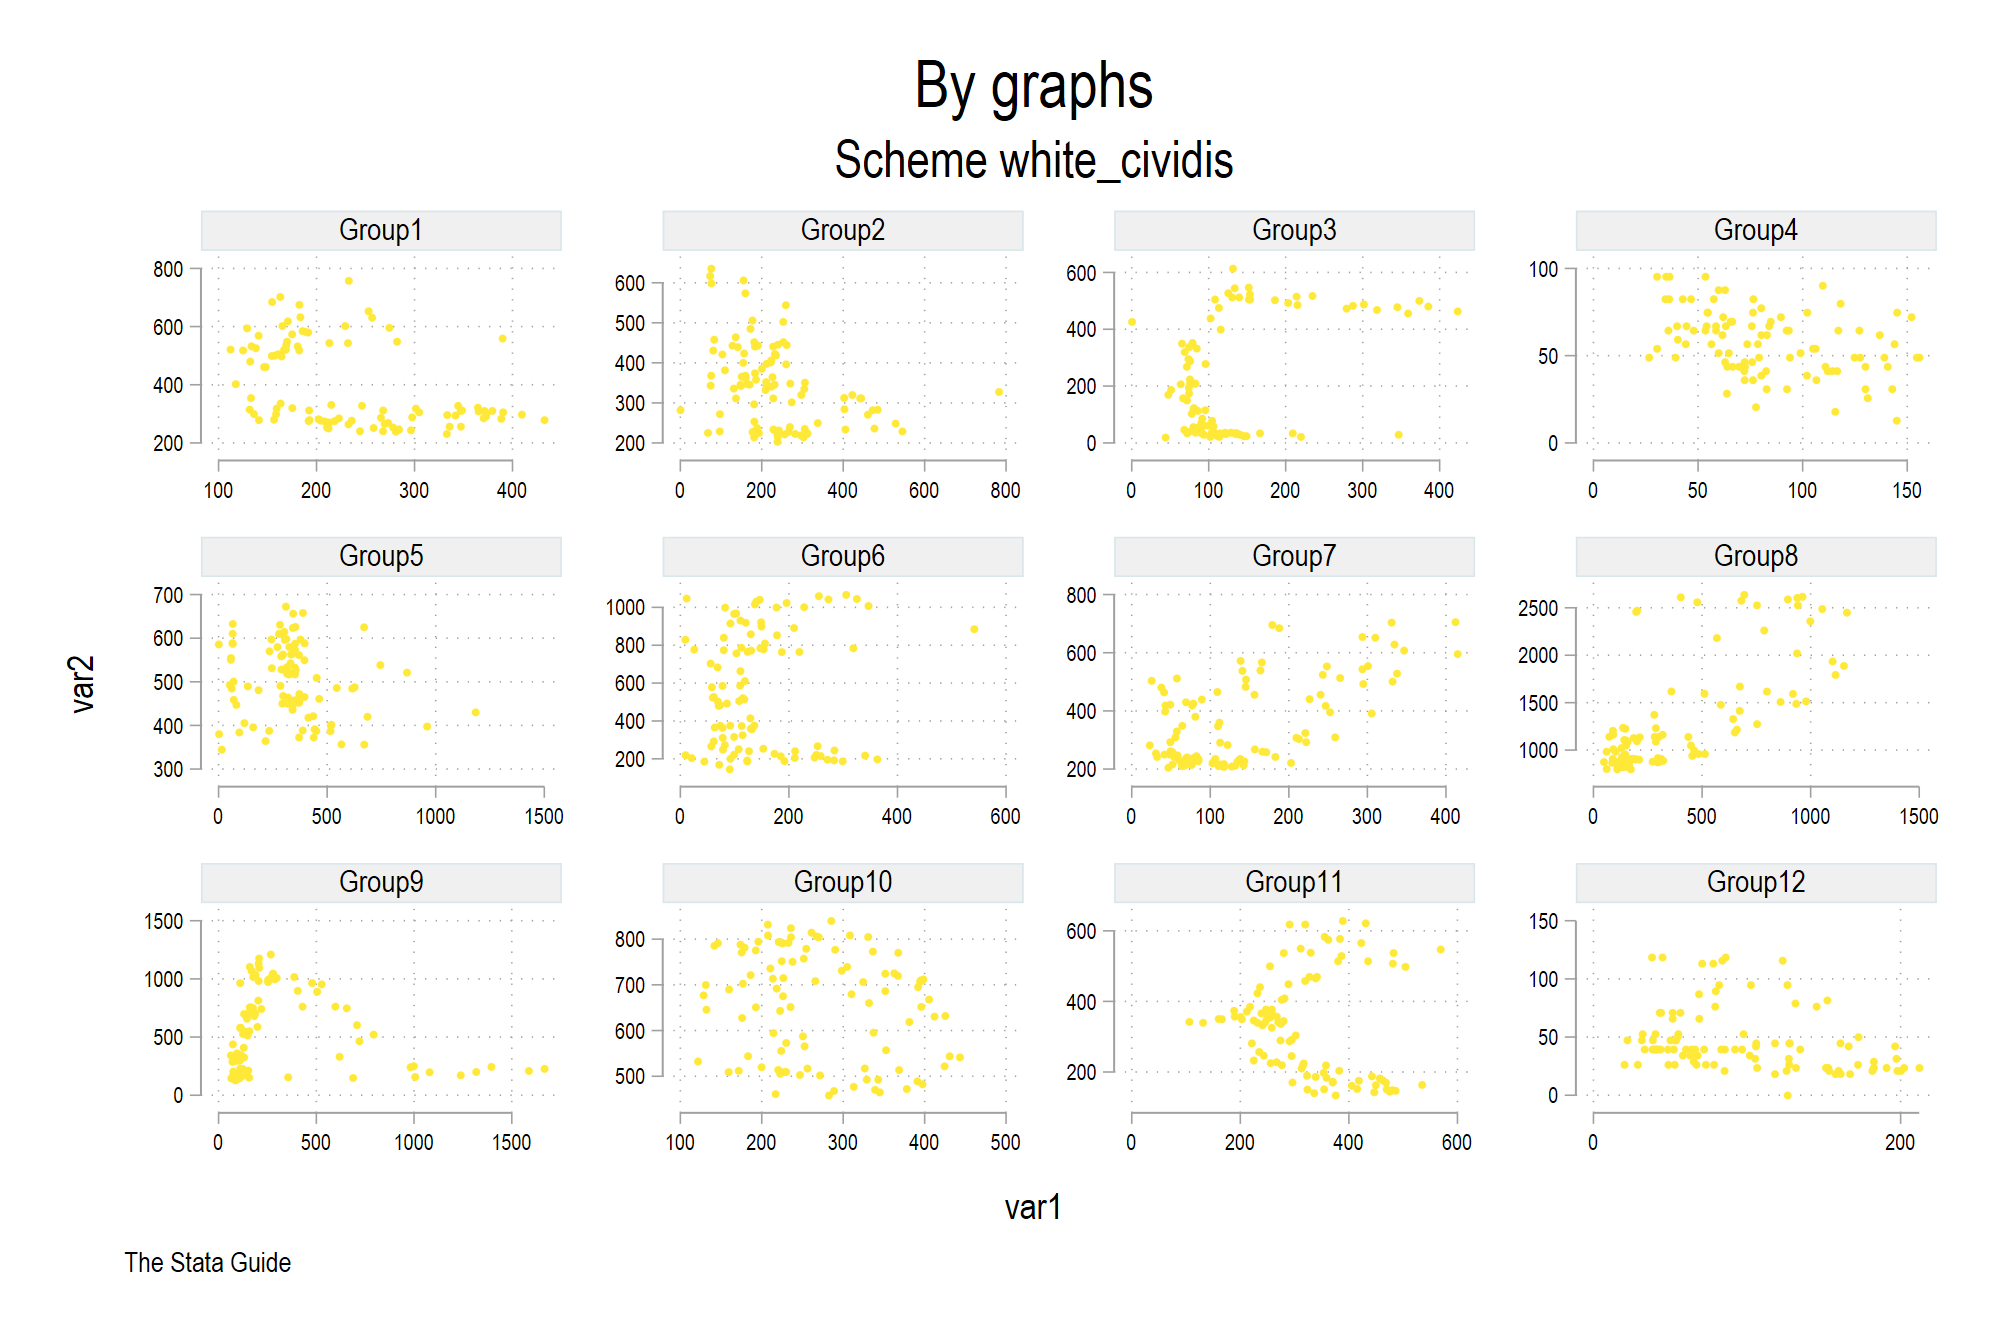 By graphs
Scheme white_cividis
Group1 Group2 Group3 Group4
800 600 400 200
100 200 300 400
600 500 400 300 200
0 200 400 600 800
600 400 200 0
0 100 200 300 400
100 50 0
0 50 100 150
Group5 Group6 Group7 Group8
700 600 500 400 300
0 500 1000 1500
1000 800 600 400 200
0 200 400 600
800 600 400 200
0 100 200 300 400
2500 2000 1500 1000
0 500 1000 1500
Group9 Group10 Group11 Group12
1500 1000 500 0
0 500 1000 1500
800 700 600 500
100 200 300 400 500
600 400 200
0 200 400 600
150 100 50 0
0 200
var2
var1
The Stata Guide